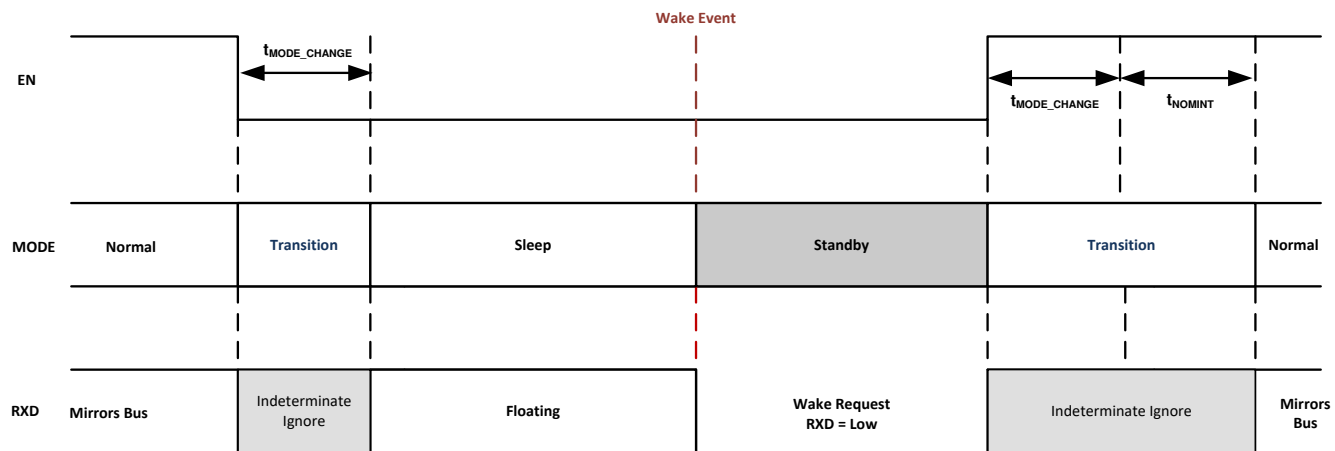 Wake Event
tMODE_CHANGE
EN
tMODE_CHANGE
tNOMINT
MODE
Normal
Transition
Sleep
Standby
Transition
Normal
RXD
Mirrors Bus
Indeterminate
Ignore
Floating
Wake Request
RXD = Low
Indeterminate Ignore
Mirrors
Bus